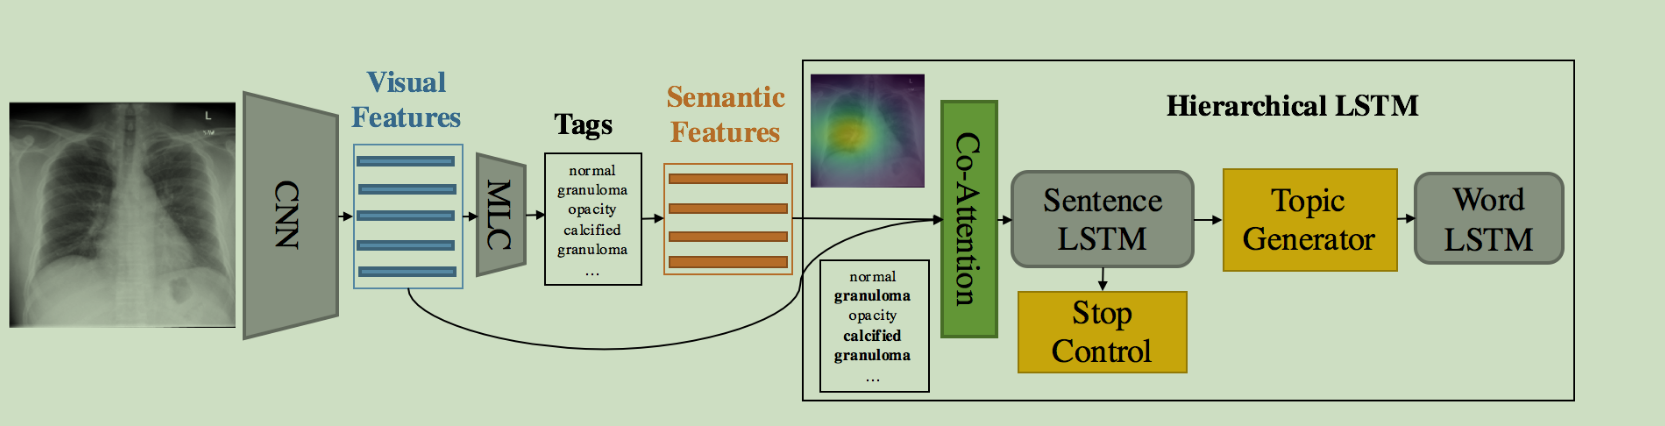 L
CNN
Visual
Features
MLC
Tags
normal
granuloma
opacity
calcified
granuloma
...
Semantic
Features
normal
granuloma
opacity
calcified
granuloma
...
Co-Attention
Hierarchical LSTM
Sentence
LSTM
Stop
Control
Topic
Generator
Word
LSTM